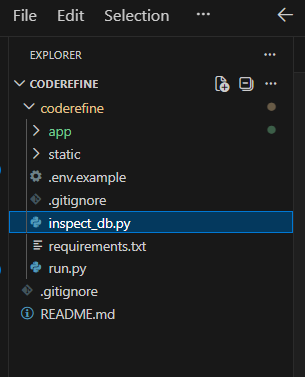 File Edit Selection ...
EXPLORER ...
CODEREFINE ...
coderefine
app
static
.env.example
.gitignore
inspect_db.py
requirements.txt
run.py
.gitignore
README.md